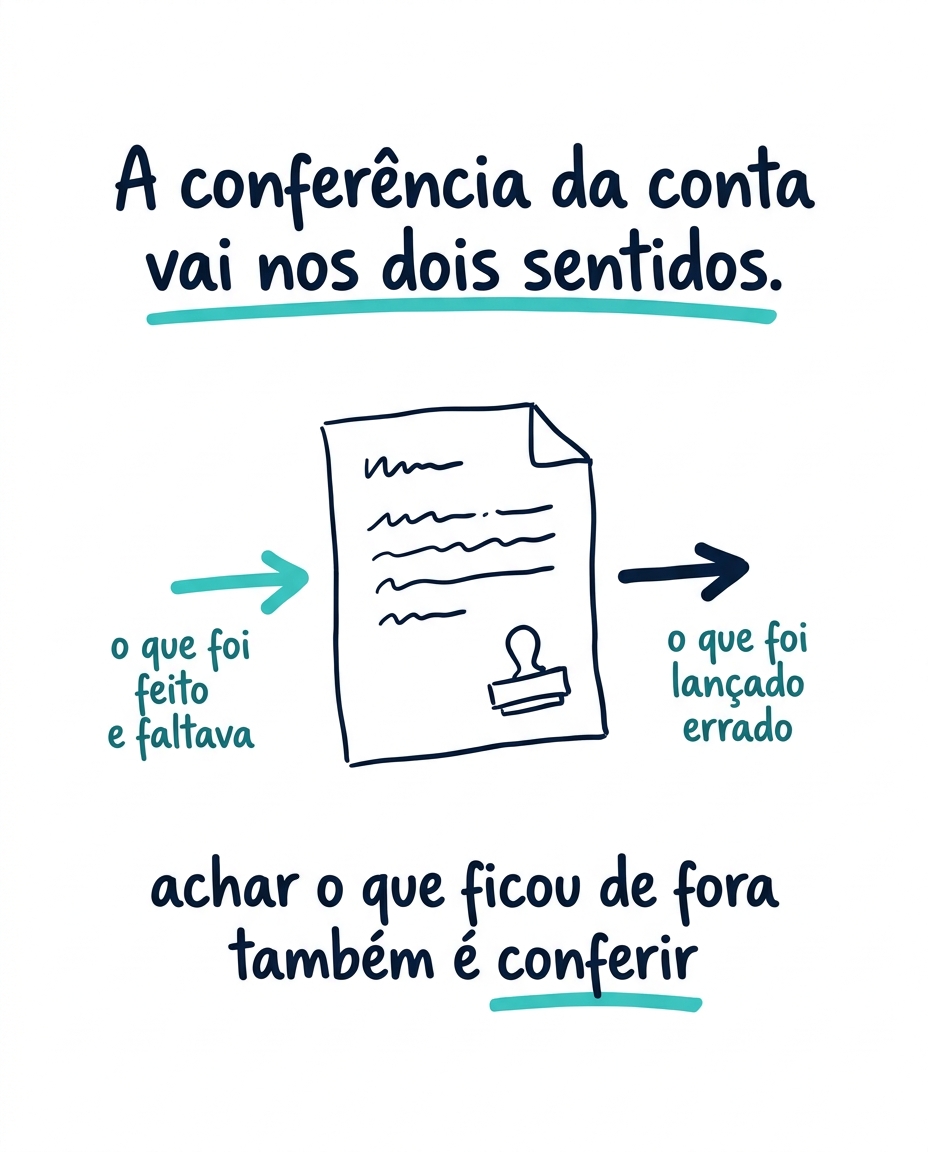 A conferência da conta
vai nos dois sentidos.
o que foi
feito
e faltava
o que foi
lançado
errado
achar o que ficou de fora
também é conferir